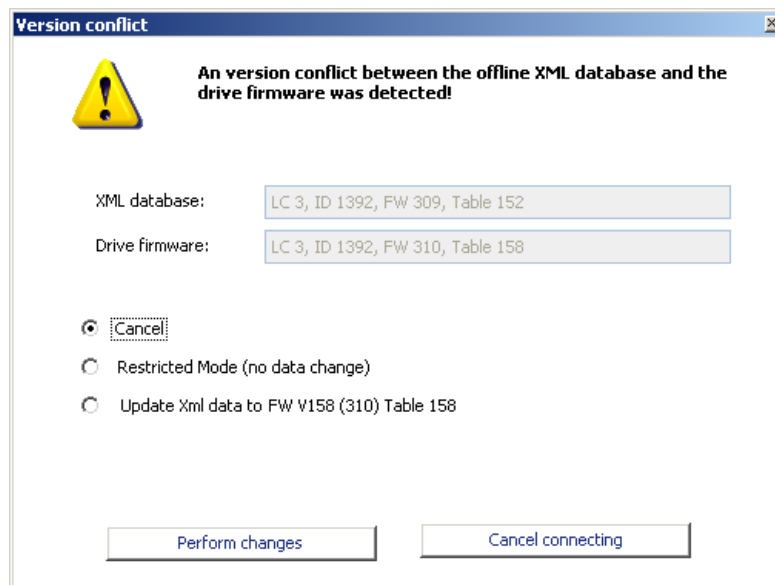 Version conflict
An version conflict between the offline XML database and the
drive firmware was detected!
XML database:
LC 3, ID 1392, FW 309, Table 152
Drive firmware:
LC 3, ID 1392, FW 310, Table 158
Cancel
Restricted Mode (no data change)
Update Xml data to FW V158 (310) Table 158
Perform changes
Cancel connecting